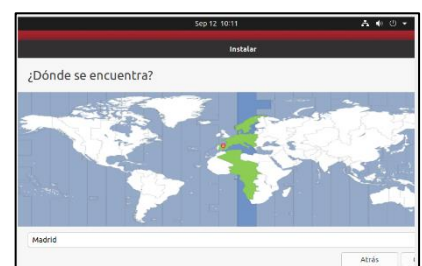 Sep 12 10:11
Instalar
¿Dónde se encuentra?
Madrid
Atrás